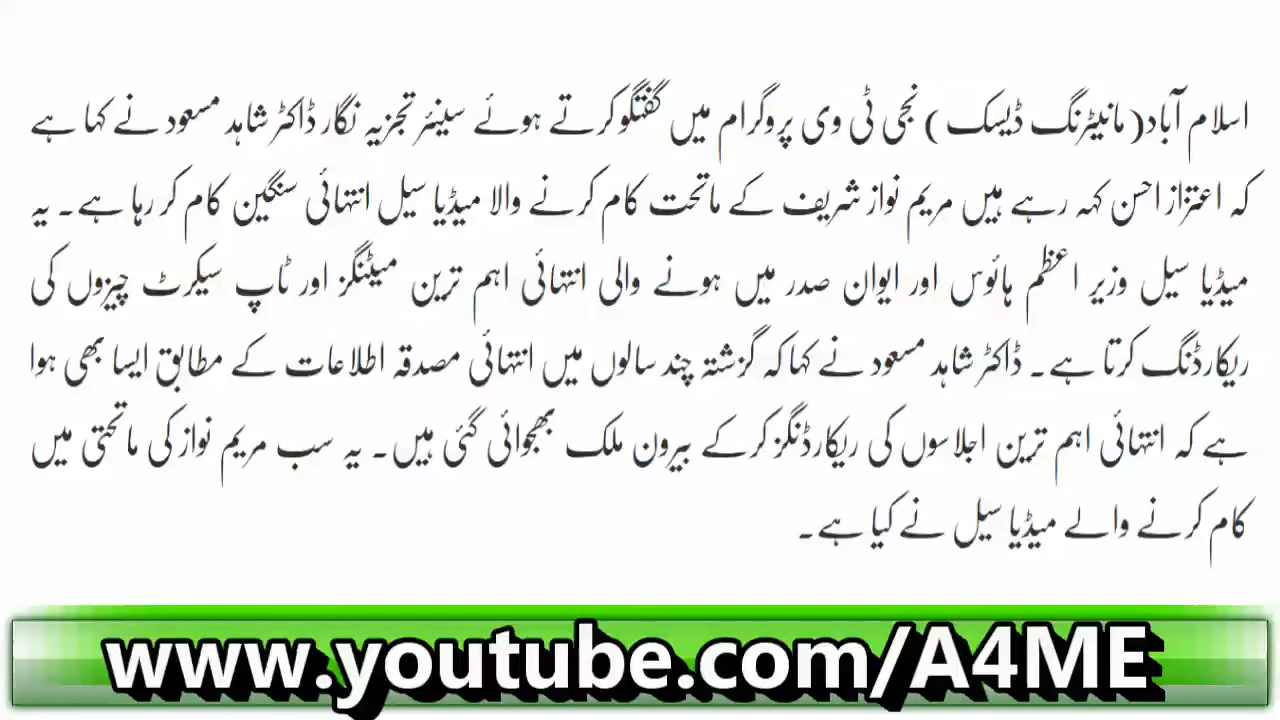 اسلام آباد(مانیٹرنگ ڈیسک) نجی ٹی وی پروگرام میں گفتگو کرتے ہوئے سینئر تجزیہ نگار ڈاکٹر شاہد مسعود نے کہا ہے
کہ اعتزاز احسن کہہ رہے ہیں مریم نواز شریف کے ماتحت کام کرنے والا میڈیا سیل انتہائی سنگین کام کر رہا ہے۔ یہ
میڈیا سیل وزیر اعظم ہائوس اور ایوان صدر میں ہونے والی انتہائی اہم ترین میٹنگز اور ٹاپ سیکرٹ چیزوں کی
ریکارڈنگ کرتا ہے۔ ڈاکٹر شاہد مسعود نے کہا کہ گزشتہ چند سالوں میں انتہائی مصدقہ اطلاعات کے مطابق ایسا بھی ہوا
ہے کہ انتہائی اہم ترین اجلاسوں کی ریکارڈنگز کرکے بیرون ملک بھجوائی گئی ہیں۔ یہ سب مریم نواز کی ماتحتی میں
کام کرنے والے میڈیا سیل نے کیا ہے۔
www.youtube.com/A4ME